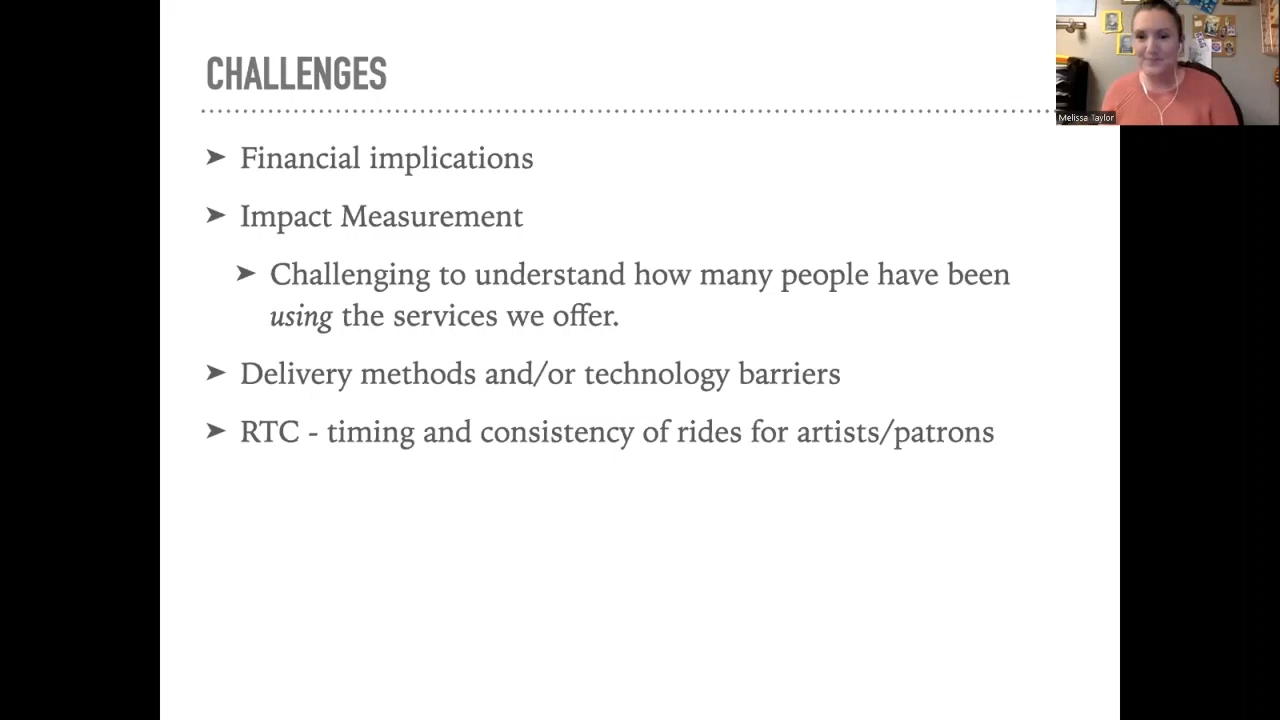 CHALLENGES
➤ Financial implications
➤ Impact Measurement
➤ Challenging to understand how many people have been
using the services we offer.
➤ Delivery methods and/or technology barriers
➤ RTC - timing and consistency of rides for artists/patrons
Melissa Taylor